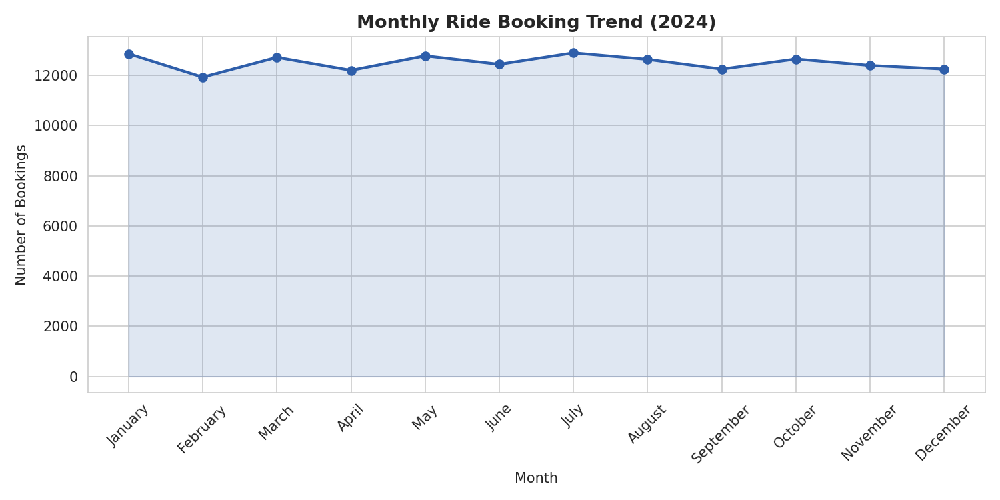 Monthly Ride Booking Trend (2024)
Number of Bookings
12000
10000
8000
6000
4000
2000
0
January
February
March
April
May
June
July
August
September
October
November
December
Month